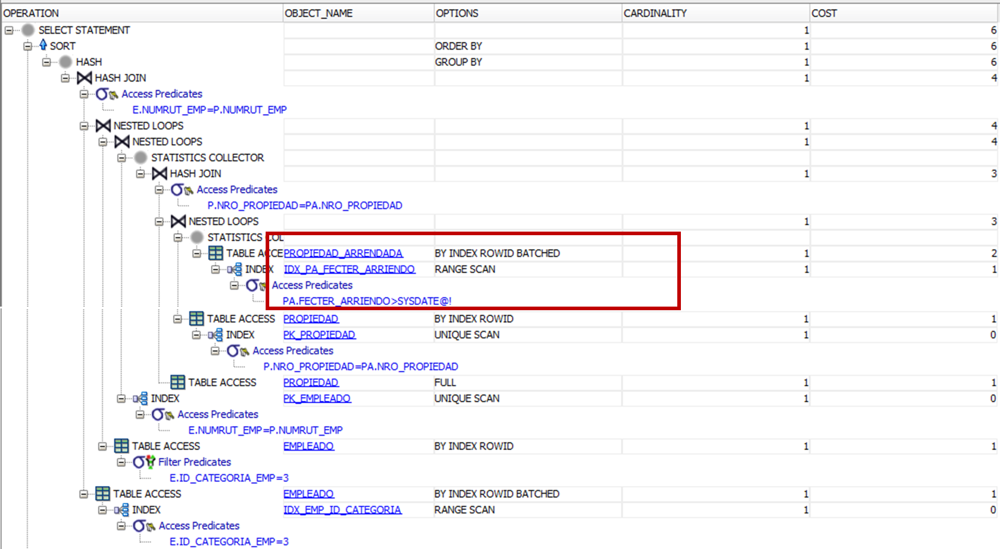 OPERATION OBJECT_NAME OPTIONS CARDINALITY COST
SELECT STATEMENT 1 6
SORT ORDER BY 1 6
HASH GROUP BY 1 6
HASH JOIN 1 4
Access Predicates
E.NUMRUT_EMP=P.NUMRUT_EMP
NESTED LOOPS 1 4
NESTED LOOPS 1 4
STATISTICS COLLECTOR
HASH JOIN 1 3
Access Predicates
P.NRO_PROPIEDAD=PA.NRO_PROPIEDAD
NESTED LOOPS 1 3
STATISTICS COL
TABLE ACCE PROPIEDAD_ARRENDADA BY INDEX ROWID BATCHED 1 2
INDEX IDX_PA_FECTER_ARRIENDO RANGE SCAN 1 1
Access Predicates
PA.FECTER_ARRIENDO>SYSDATE@!
TABLE ACCESS PROPIEDAD BY INDEX ROWID 1 1
INDEX PK_PROPIEDAD UNIQUE SCAN 1 0
Access Predicates
P.NRO_PROPIEDAD=PA.NRO_PROPIEDAD
TABLE ACCESS PROPIEDAD FULL 1 1
INDEX PK_EMPLEADO UNIQUE SCAN 1 0
Access Predicates
E.NUMRUT_EMP=P.NUMRUT_EMP
TABLE ACCESS EMPLEADO BY INDEX ROWID 1 1
Filter Predicates
E.ID_CATEGORIA_EMP=3
TABLE ACCESS EMPLEADO BY INDEX ROWID BATCHED 1 1
INDEX IDX_EMP_ID_CATEGORIA RANGE SCAN 1 0
Access Predicates
E.ID_CATEGORIA_EMP=3